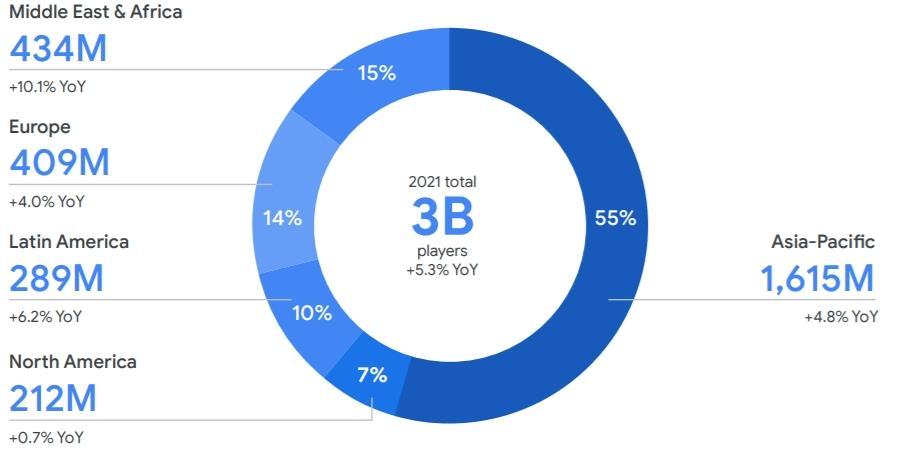 Middle East & Africa
434M
+10.1% YoY
15%
Europe
409M
+4.0% YoY
14%
2021 total
3B
players
+5.3% YoY
55%
Latin America
289M
+6.2% YoY
10%
Asia-Pacific
1,615M
+4.8% YoY
North America
212M
+0.7% YoY
7%